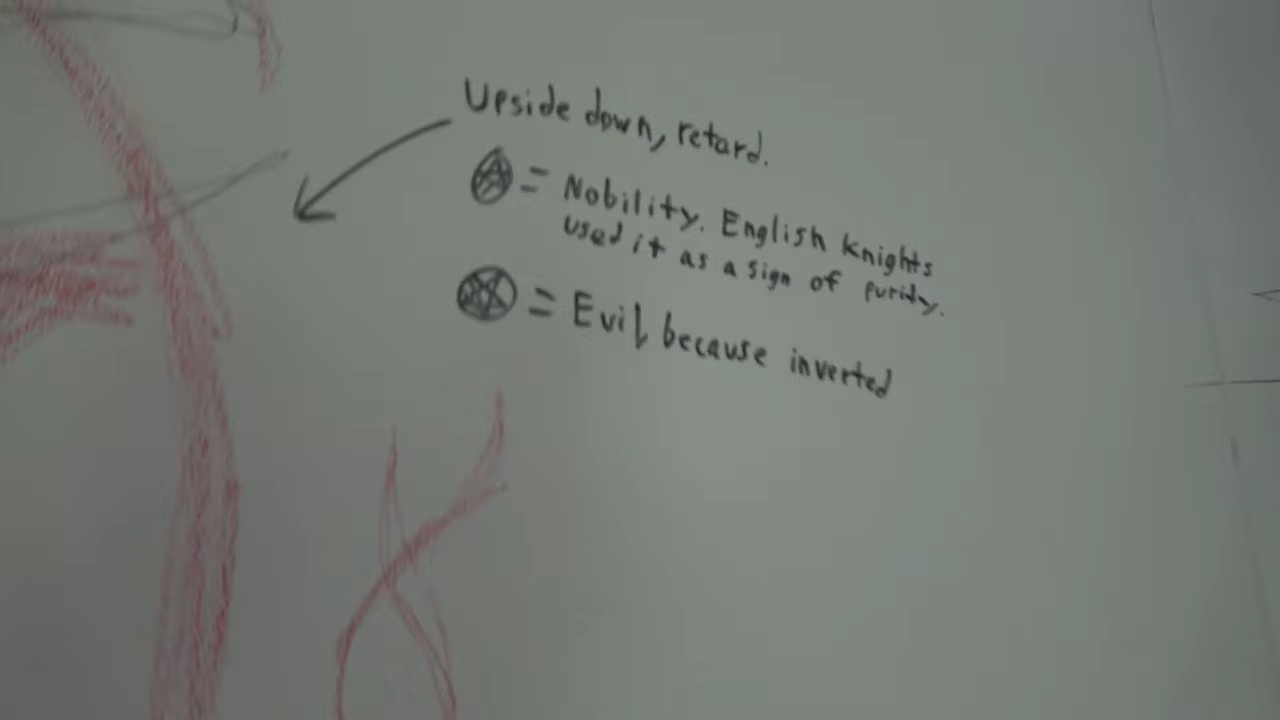 Upside down, retard.
= Nobility. English knights
used it as a sign of purity.
= Evil, because inverted